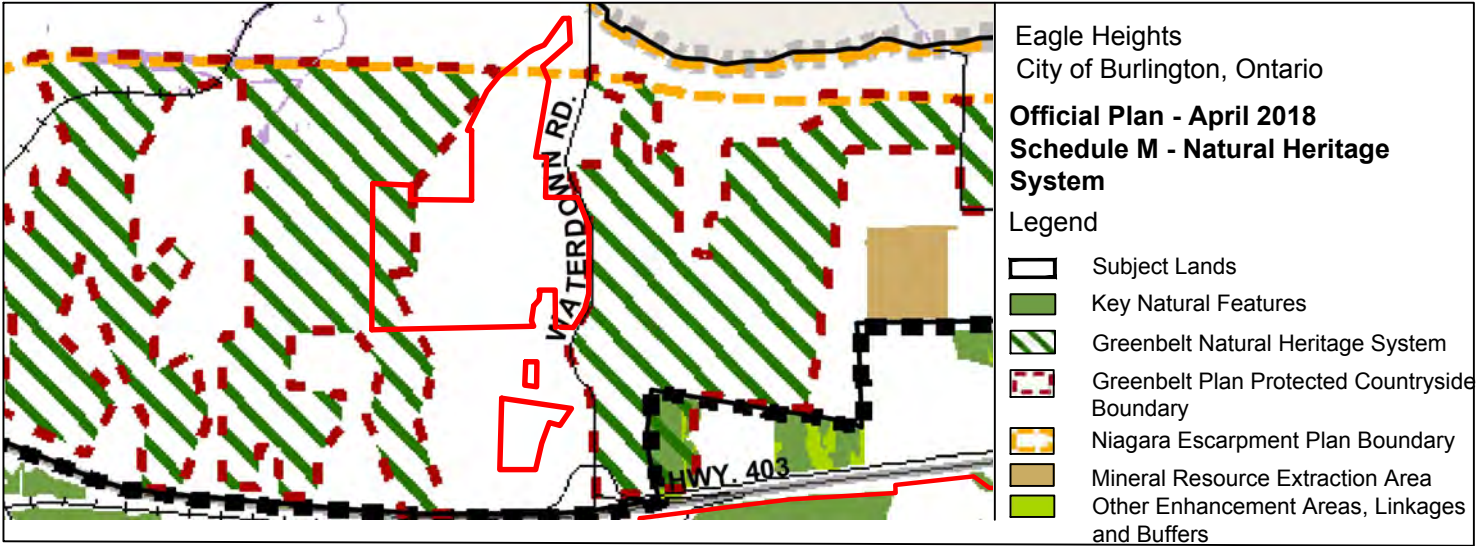 WATERDOWN RD.
HWY. 403
Eagle Heights
City of Burlington, Ontario
Official Plan - April 2018
Schedule M - Natural Heritage
System
Legend
Subject Lands
Key Natural Features
Greenbelt Natural Heritage System
Greenbelt Plan Protected Countryside
Boundary
Niagara Escarpment Plan Boundary
Mineral Resource Extraction Area
Other Enhancement Areas, Linkages
and Buffers